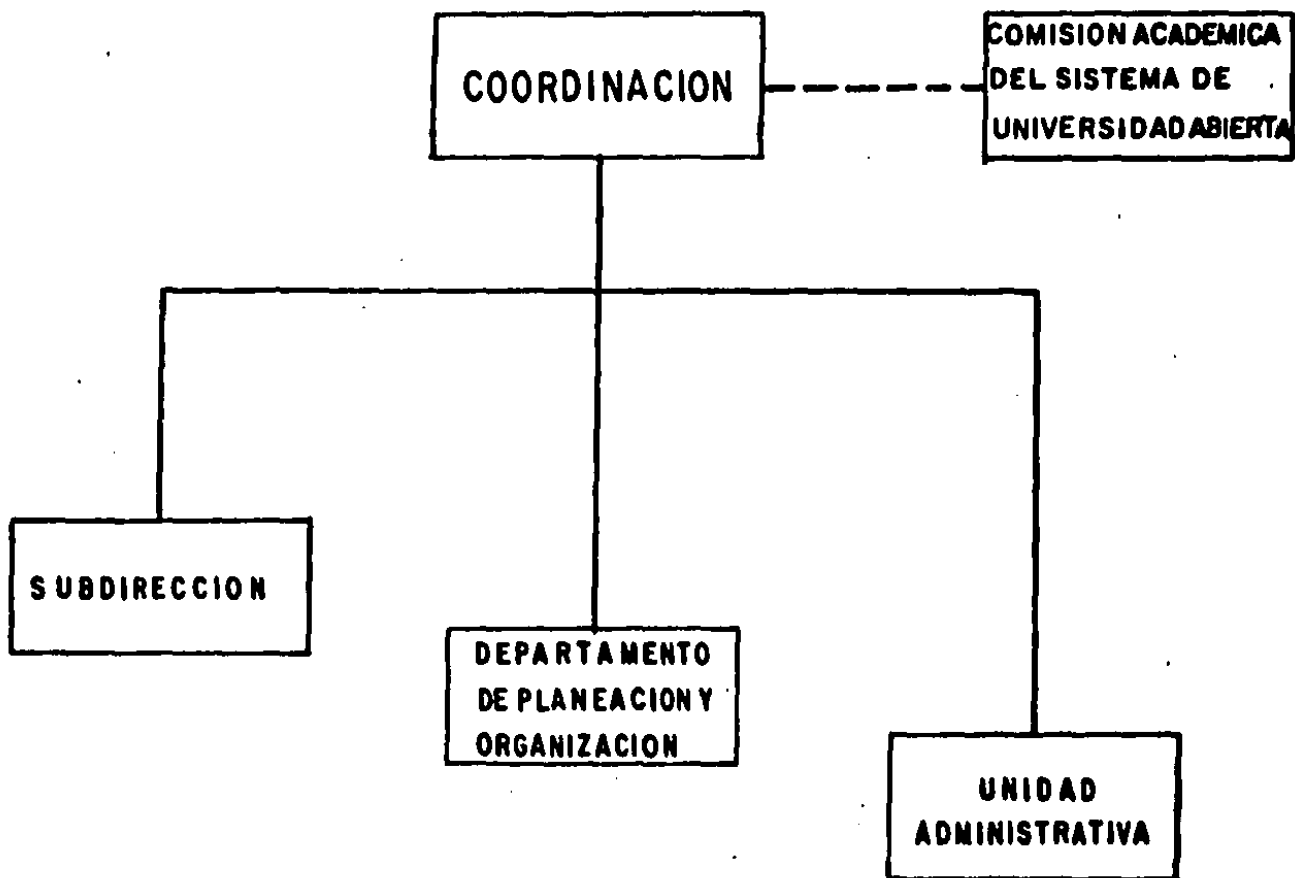 COORDINACION
COMISION ACADEMICA
DEL SISTEMA DE
UNIVERSIDAD ABIERTA
SUBDIRECCION
DEPARTAMENTO
DE PLANEACION Y
ORGANIZACION
UNIDAD
ADMINISTRATIVA